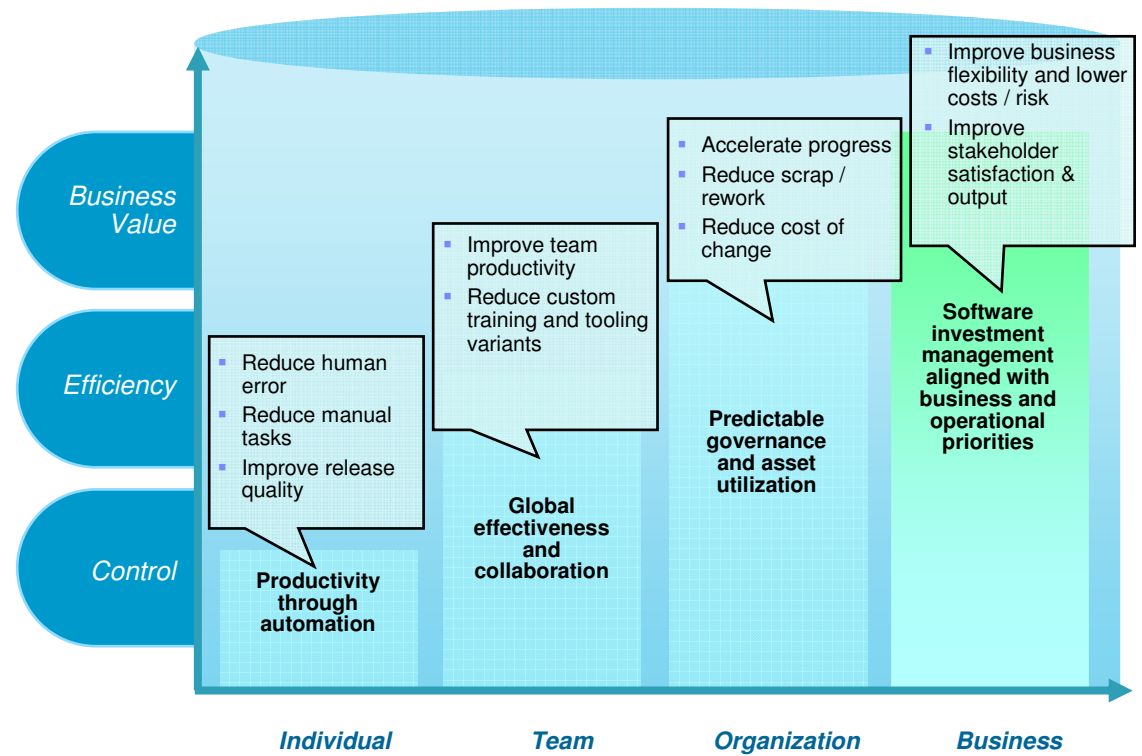 Improve business
flexibility and lower
costs / risk
Improve
stakeholder
satisfaction &
output
Accelerate progress
Reduce scrap /
rework
Reduce cost of
change
Business
Value
Improve team
productivity
Reduce custom
training and tooling
variants
Software
investment
management
aligned with
business and
operational
priorities
Reduce human
error
Reduce manual
tasks
Improve release
quality
Efficiency
Predictable
governance
and asset
utilization
Global
effectiveness
and
collaboration
Control
Productivity
through
automation
Individual
Team
Organization
Business